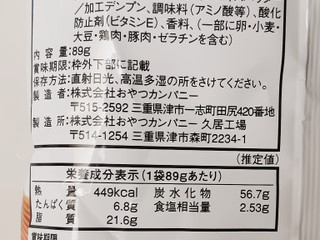 /加工デンプン、調味料(アミノ酸等)、酸化
防止剤(ビタミンE)、香料、(一部に卵・小麦・
大豆・鶏肉・豚肉・ゼラチンを含む)
内容量:89g
賞味期限:枠外下部に記載
保存方法:直射日光、高温多湿の所をさけてください。
製造者:株式会社おやつカンパニー
〒515-2592 三重県津市一志町田尻420番地
製造所:株式会社おやつカンパニー 久居工場
〒514-1254 三重県津市森町2234-1
(推定値)
栄養成分表示(1袋89gあたり)
熱量 449kcal 炭水化物 56.7g
たんぱく質 6.8g 食塩相当量 2.53g
脂質 21.6g
賞味期限